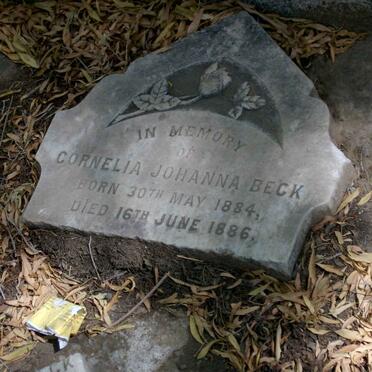 IN MEMORY
OF
CORNELIA JOHANNA BECK
BORN 30TH MAY 1884,
DIED 16TH JUNE 1886.